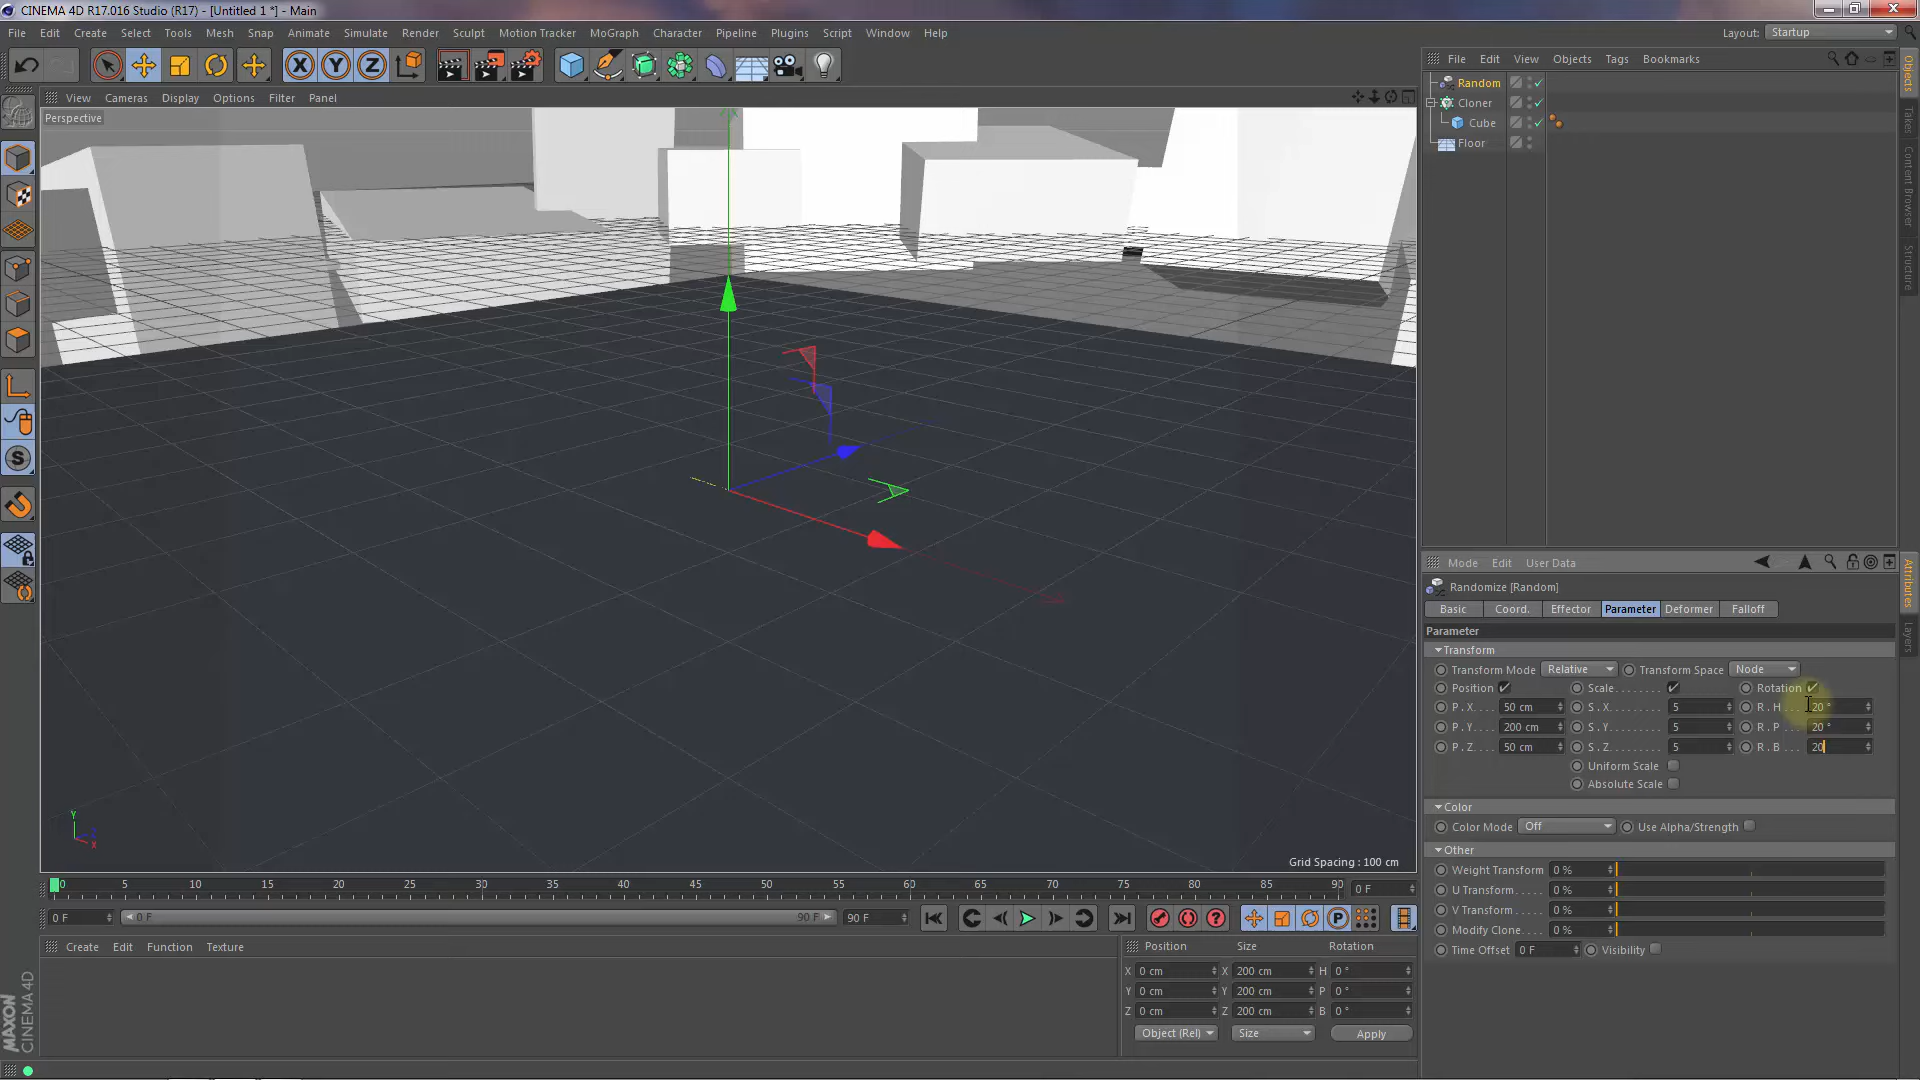 CINEMA 4D R17.016 Studio (R17) - [Untitled 1 *] - Main
File Edit Create Select Tools Mesh Snap Animate Simulate Render Sculpt Motion Tracker MoGraph Character Pipeline Plugins Script Window Help
Layout: Startup
X Y Z
File Edit View Objects Tags Bookmarks
View Cameras Display Options Filter Panel
Perspective
Random
Cloner
Cube
Floor
Objects
Takes
Content Browser
Structure
S
Y
X
Grid Spacing : 100 cm
Mode Edit User Data
Randomize [Random]
Basic Coord. Effector Parameter Deformer Falloff
Parameter
Transform
Transform Mode Relative Transform Space Node
Position Scale........ Rotation
P . X.... 50 cm S . X..... 5 R . H ... 20 °
P . Y.... 200 cm S . Y..... 5 R . P ... 20 °
P . Z.... 50 cm S . Z..... 5 R . B ... 20
Uniform Scale
Absolute Scale
Color
Color Mode Off Use Alpha/Strength
Other
Weight Transform 0 %
U Transform..... 0 %
V Transform..... 0 %
Modify Clone.... 0 %
Time Offset 0 F Visibility
Attributes
Layers
0 5 10 15 20 25 30 35 40 45 50 55 60 65 70 75 80 85 90 0 F
0 F 0 F 90 F 90 F
P
Create Edit Function Texture
Position Size Rotation
X 0 cm X 200 cm H 0 °
Y 0 cm Y 200 cm P 0 °
Z 0 cm Z 200 cm B 0 °
Object (Rel) Size Apply
MAXON
CINEMA 4D